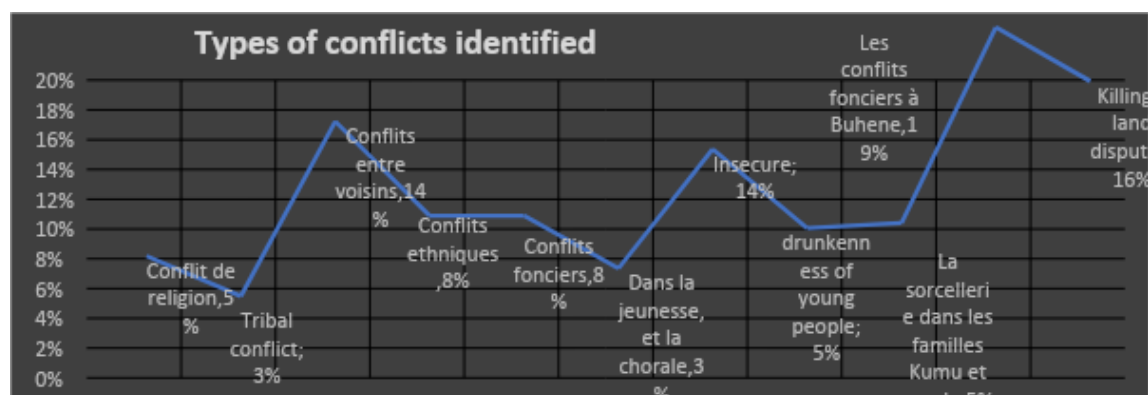 Types of conflicts identified
20%
18%
16%
14%
12%
10%
8%
6%
4%
2%
0%
Conflit de
religion,5
%
Tribal
conflict;
3%
Conflits
entre
voisins,14
%
Conflits
ethniques
,8%
Conflits
fonciers,8
%
Dans la
jeunesse,
et la
chorale,3
Insecure;
14%
drunkenn
ess of
young
people;
5%
La
sorcelleri
e dans les
familles
Kumu et
Les
conflits
fonciers à
Buhene,1
9%
Killing
land
disput
16%